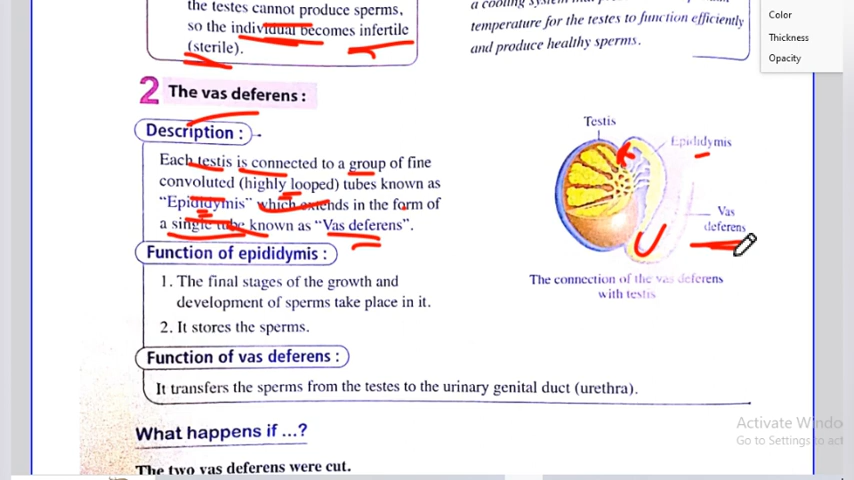 the testes cannot produce sperms,
so the individual becomes infertile
(sterile).
temperature for the testes to function efficiently
and produce healthy sperms.
Color
Thickness
Opacity
2 The vas deferens :
Description :
Each testis is connected to a group of fine
convoluted (highly looped) tubes known as
“Epididymis” which extends in the form of
a single tube known as “Vas deferens”.
Testis
Epididymis
Vas
deferens
The connection of the vas deferens
with testis
Function of epididymis :
1. The final stages of the growth and
development of sperms take place in it.
2. It stores the sperms.
Function of vas deferens :
It transfers the sperms from the testes to the urinary genital duct (urethra).
What happens if ...?
The two vas deferens were cut.
Activate Windo
Go to Settings to act